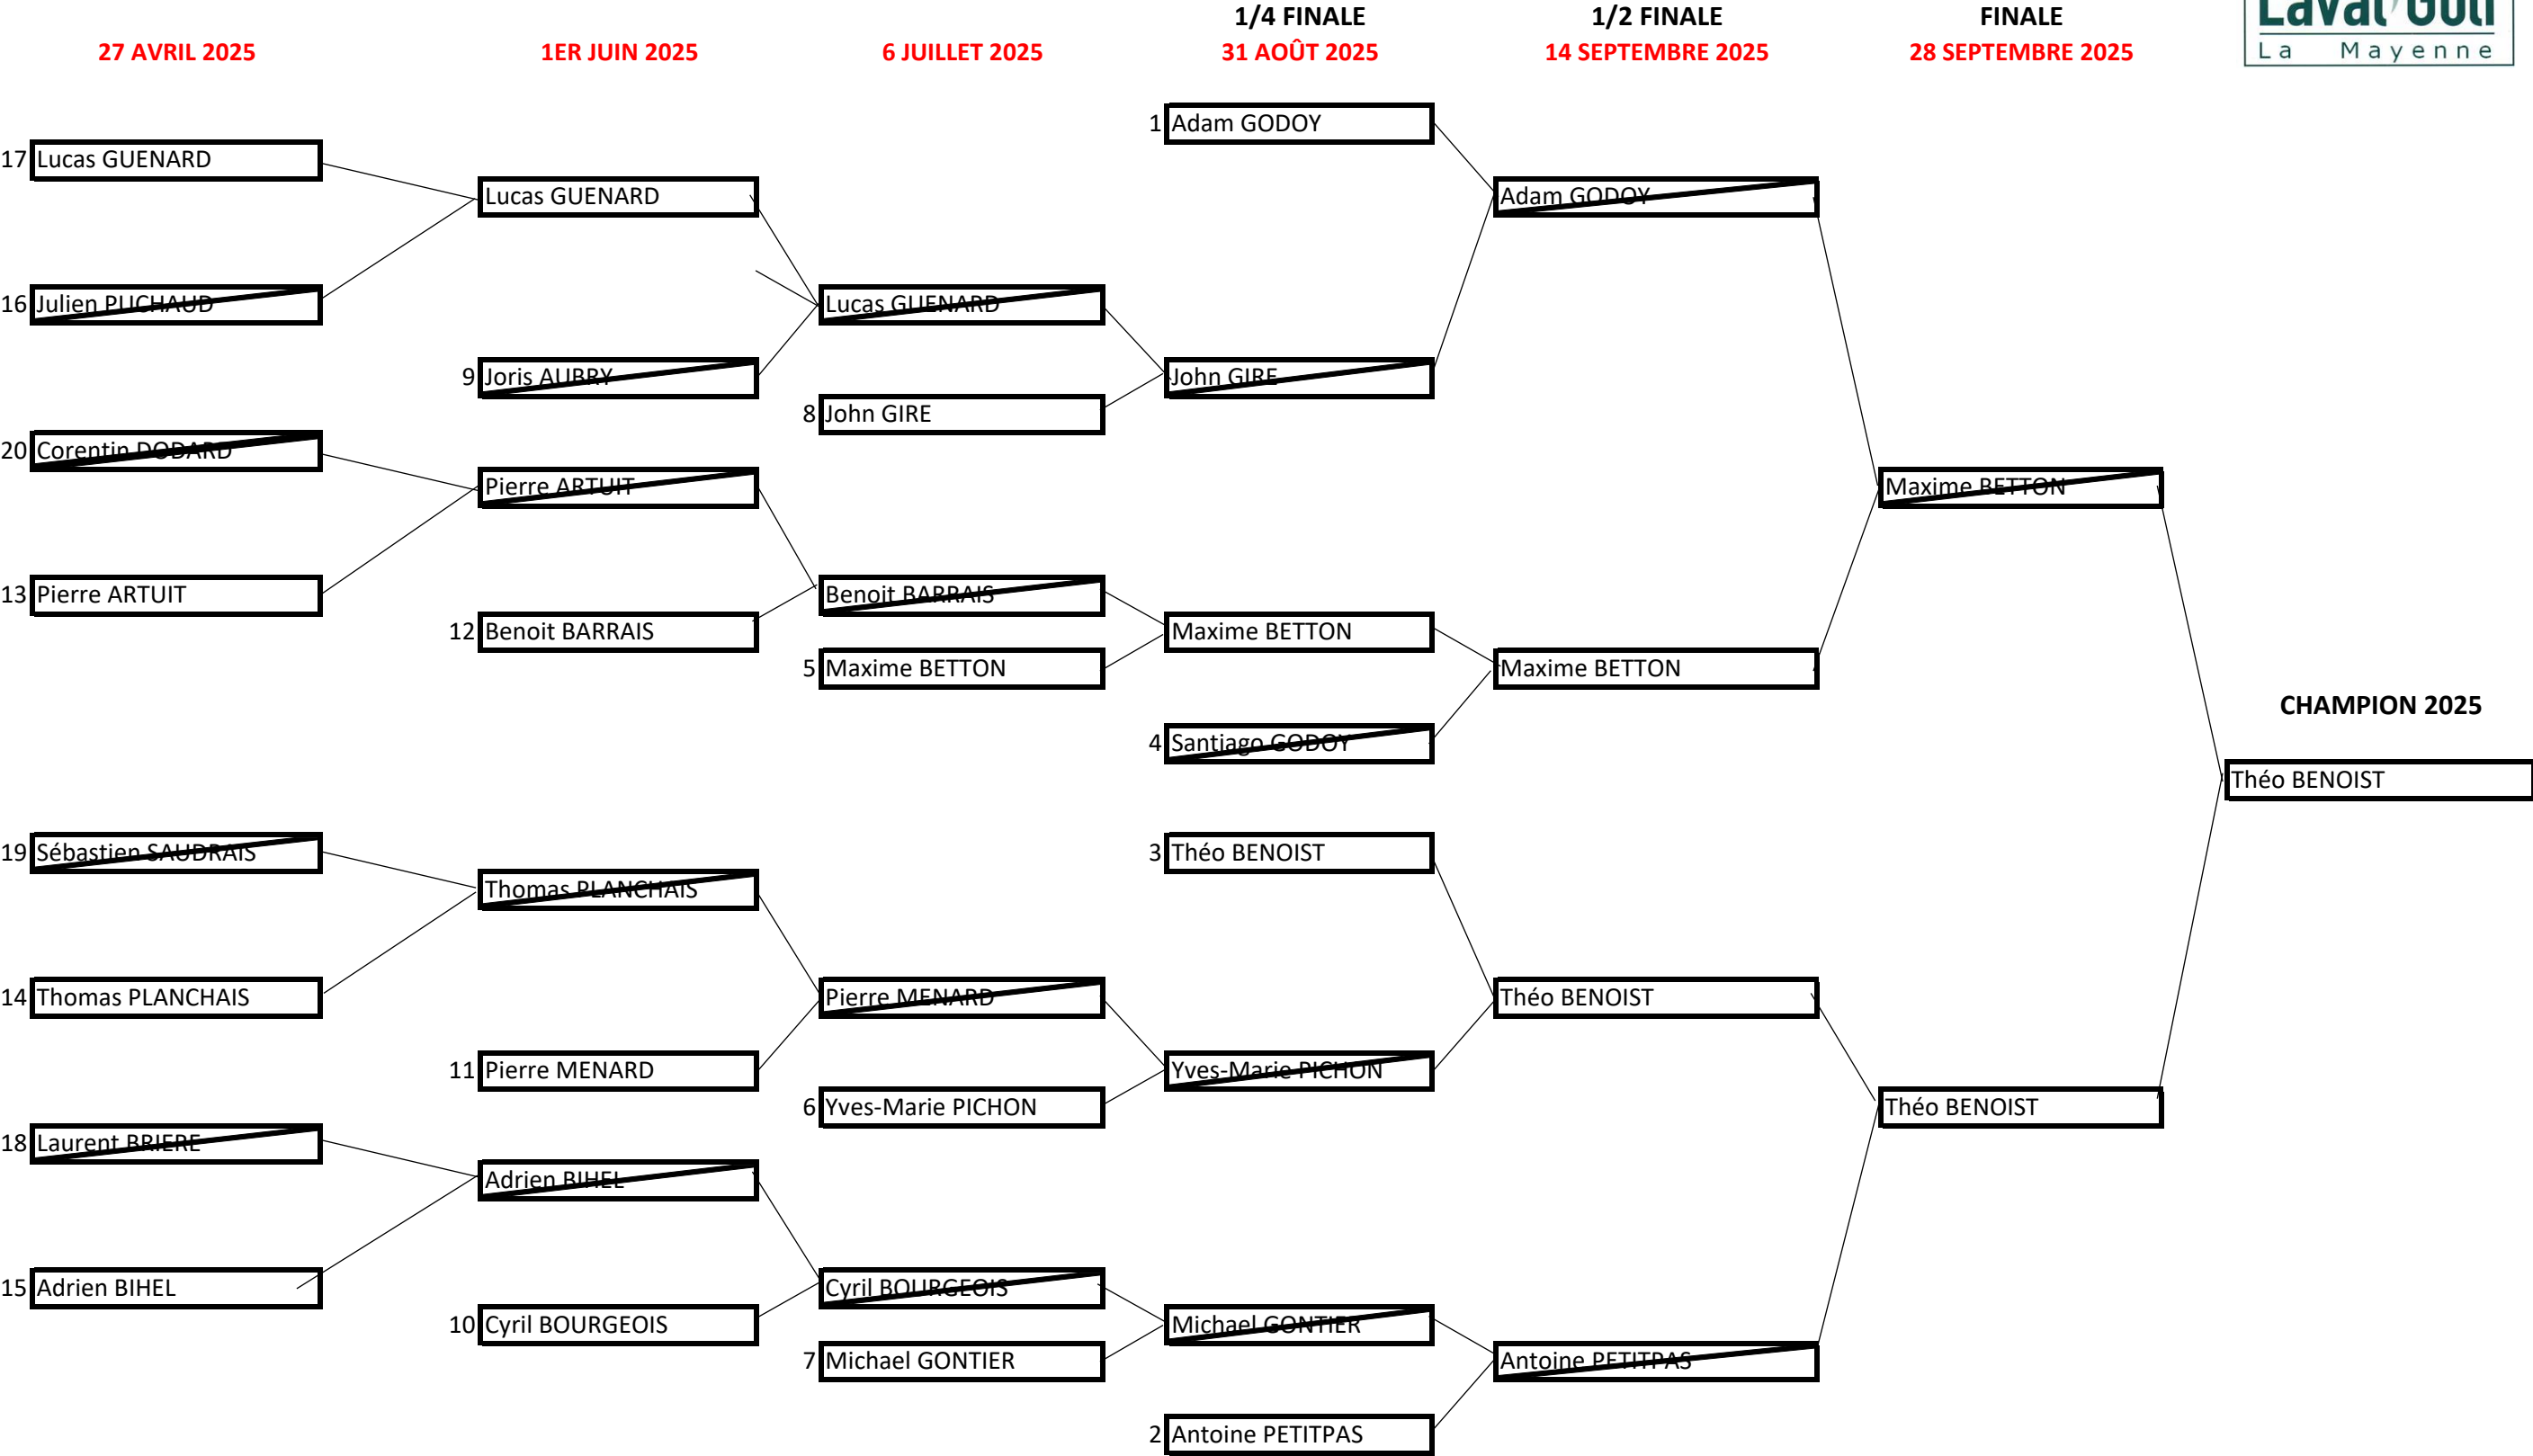 1/4 FINALE
1/2 FINALE
FINALE
Laval Golf
La Mayenne
27 AVRIL 2025
1ER JUIN 2025
6 JUILLET 2025
31 AOÛT 2025
14 SEPTEMBRE 2025
28 SEPTEMBRE 2025
1 Adam GODOY
17 Lucas GUENARD
Lucas GUENARD
Adam GODOY
16 Julien PUCHAUD
Lucas GUENARD
9 Joris AUBRY
John GIRE
8 John GIRE
20 Corentin DODARD
Pierre ARTUIT
Maxime BETTON
13 Pierre ARTUIT
Benoit BARRAIS
12 Benoit BARRAIS
Maxime BETTON
5 Maxime BETTON
Maxime BETTON
CHAMPION 2025
4 Santiago GODOY
Théo BENOIST
19 Sébastien SAUDRAIS
3 Théo BENOIST
Thomas PLANCHAIS
14 Thomas PLANCHAIS
Pierre MENARD
Théo BENOIST
11 Pierre MENARD
Yves-Marie PICHON
6 Yves-Marie PICHON
Théo BENOIST
18 Laurent BRIERE
Adrien BIHEL
15 Adrien BIHEL
Cyril BOURGEOIS
10 Cyril BOURGEOIS
Michael GONTIER
7 Michael GONTIER
Antoine PETITPAS
2 Antoine PETITPAS